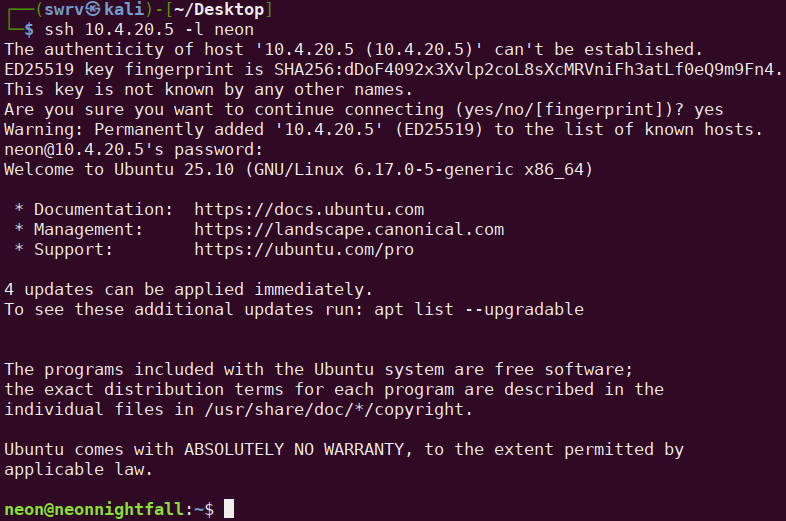 ┌──(swrv㉿kali)-[~/Desktop]
└─$ ssh 10.4.20.5 -l neon
The authenticity of host '10.4.20.5 (10.4.20.5)' can't be established.
ED25519 key fingerprint is SHA256:dDoF4092x3Xvlp2coL8sXcMRVniFh3atLf0eQ9m9Fn4.
This key is not known by any other names.
Are you sure you want to continue connecting (yes/no/[fingerprint])? yes
Warning: Permanently added '10.4.20.5' (ED25519) to the list of known hosts.
neon@10.4.20.5's password:
Welcome to Ubuntu 25.10 (GNU/Linux 6.17.0-5-generic x86_64)

 * Documentation:  https://docs.ubuntu.com
 * Management:     https://landscape.canonical.com
 * Support:        https://ubuntu.com/pro

4 updates can be applied immediately.
To see these additional updates run: apt list --upgradable


The programs included with the Ubuntu system are free software;
the exact distribution terms for each program are described in the
individual files in /usr/share/doc/*/copyright.

Ubuntu comes with ABSOLUTELY NO WARRANTY, to the extent permitted by
applicable law.

neon@neonnightfall:~$